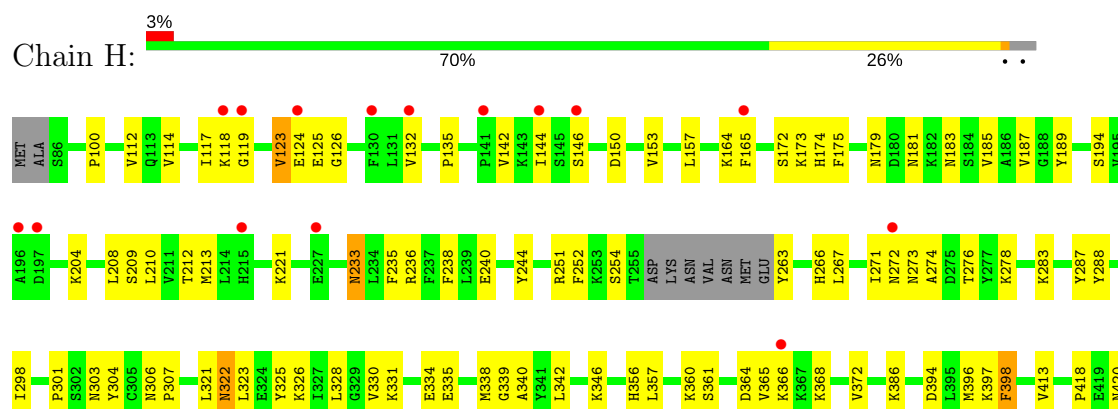 3%
Chain H:
70% 26% • •
MET ALA S86 P100 V112 Q113 V114 I117 K118 G119 V123 E124 E125 G126 F130 L131 V132 P135 P141 V142 K143 I144 S145 S146 D150 V153 L157 K164 F165 S172 K173 H174 F175 N179 D180 N181 K182 N183 S184 V185 A186 V187 G188 Y189 S194
A196 D197 K204 L208 S209 L210 V211 T212 M213 L214 H215 K221 E227 N233 L234 F235 R236 F237 F238 L239 E240 Y244 R251 F252 K253 S254 T255 ASP LYS ASN VAL ASN MET GLU Y263 H266 L267 I271 N272 N273 A274 D275 T276 Y277 K278 K283 Y287 Y288
I298 P301 S302 N303 Y304 C305 N306 P307 L321 N322 L323 E324 Y325 K326 I327 L328 G329 V330 K331 E334 E335 M338 G339 A340 Y341 L342 K346 H356 L357 K360 S361 D364 V365 K366 K367 K368 V372 K386 D394 L395 M396 K397 F398 V413 P418 E419